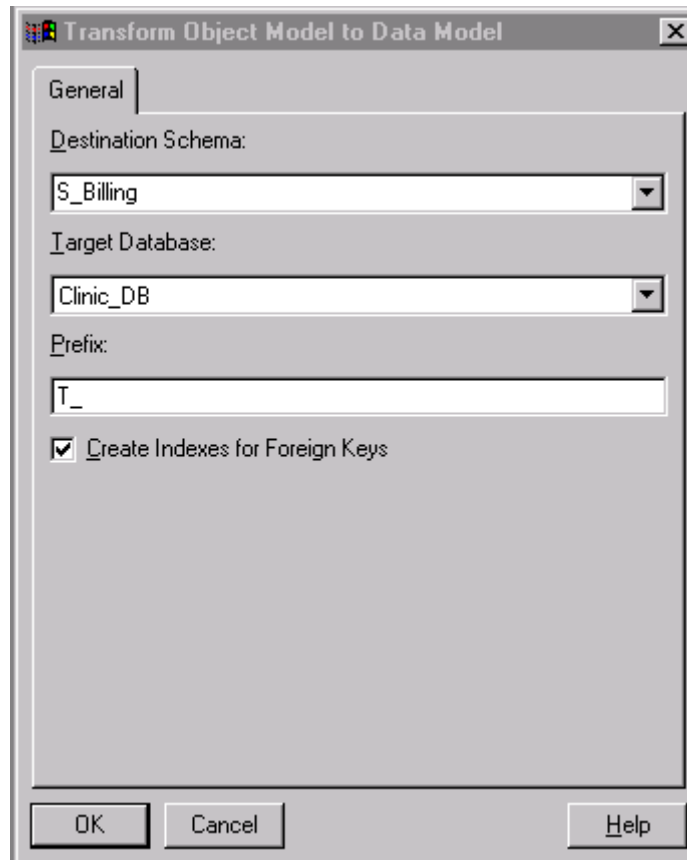 Transform Object Model to Data Model
General
Destination Schema:
S_Billing
Target Database:
Clinic_DB
Prefix:
T_
Create Indexes for Foreign Keys
OK Cancel Help